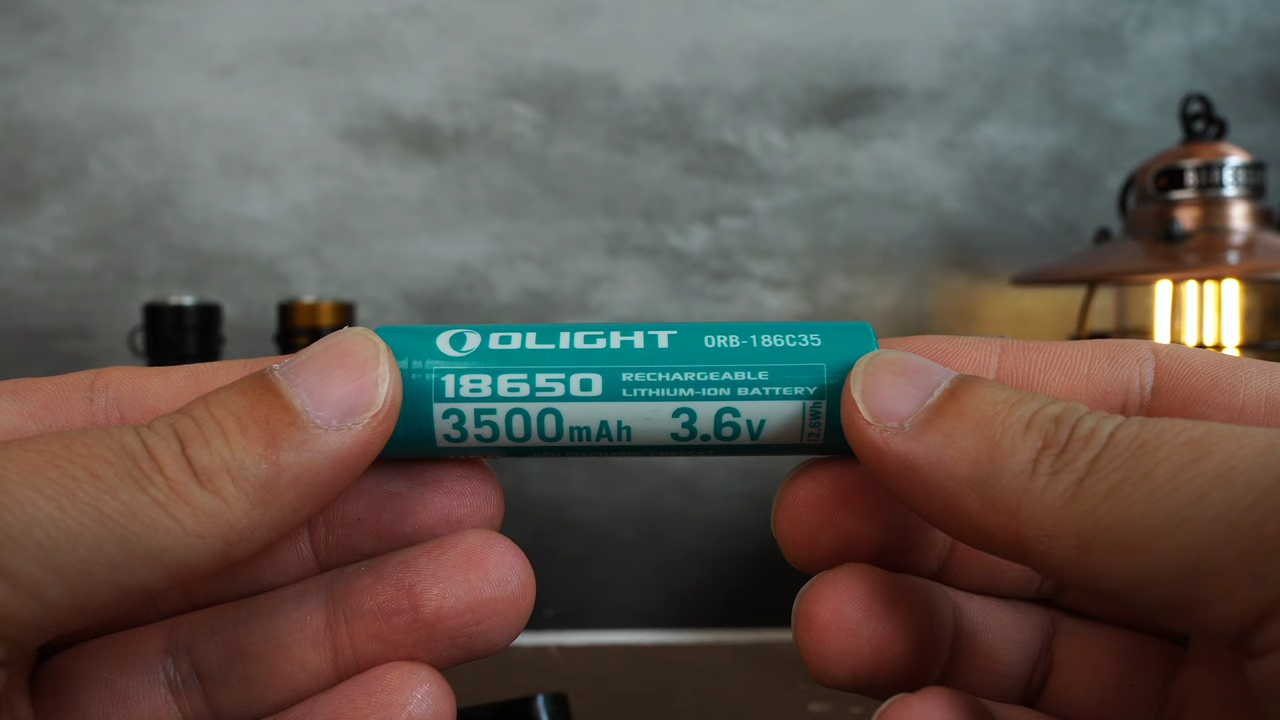 OLIGHT ORB-186C35
18650 RECHARGEABLE
LITHIUM-ION BATTERY
3500mAh 3.6v
12.6Wh